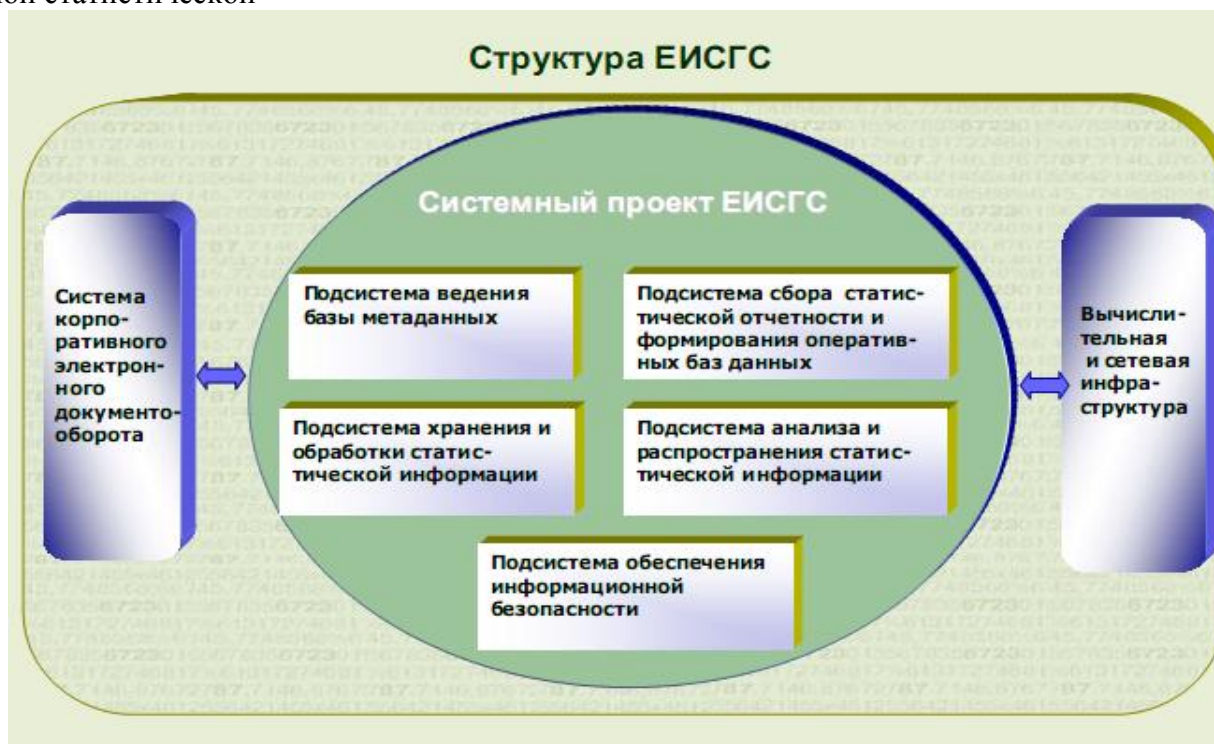 Структура ЕИСГС
Системный проект ЕИСГС
Система
корпо-
ративного
электрон-
ного
документо-
оборота
Подсистема ведения
базы метаданных
Подсистема сбора статис-
тической отчетности и
формирования оператив-
ных баз данных
Подсистема хранения и
обработки статис-
тической информации
Подсистема анализа и
распространения статис-
тической информации
Подсистема обеспечения
информационной
безопасности
Вычисли-
тельная
и сетевая
инфра-
структура